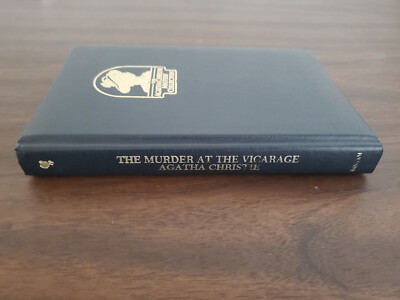 THE MURDER AT THE VICARAGE
AGATHA CHRISTIE